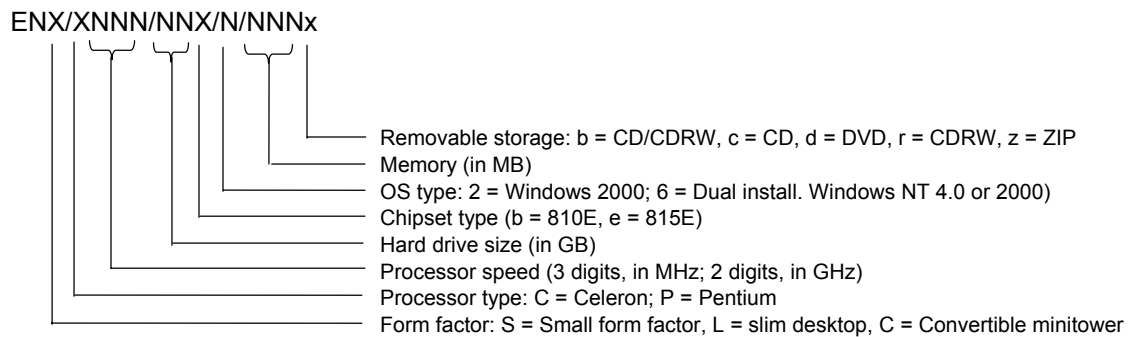 ENX/XNNN/NNX/N/NNNx
Removable storage: b = CD/CDRW, c = CD, d = DVD, r = CDRW, z = ZIP
Memory (in MB)
OS type: 2 = Windows 2000; 6 = Dual install. Windows NT 4.0 or 2000)
Chipset type (b = 810E, e = 815E)
Hard drive size (in GB)
Processor speed (3 digits, in MHz; 2 digits, in GHz)
Processor type: C = Celeron; P = Pentium
Form factor: S = Small form factor, L = slim desktop, C = Convertible minitower